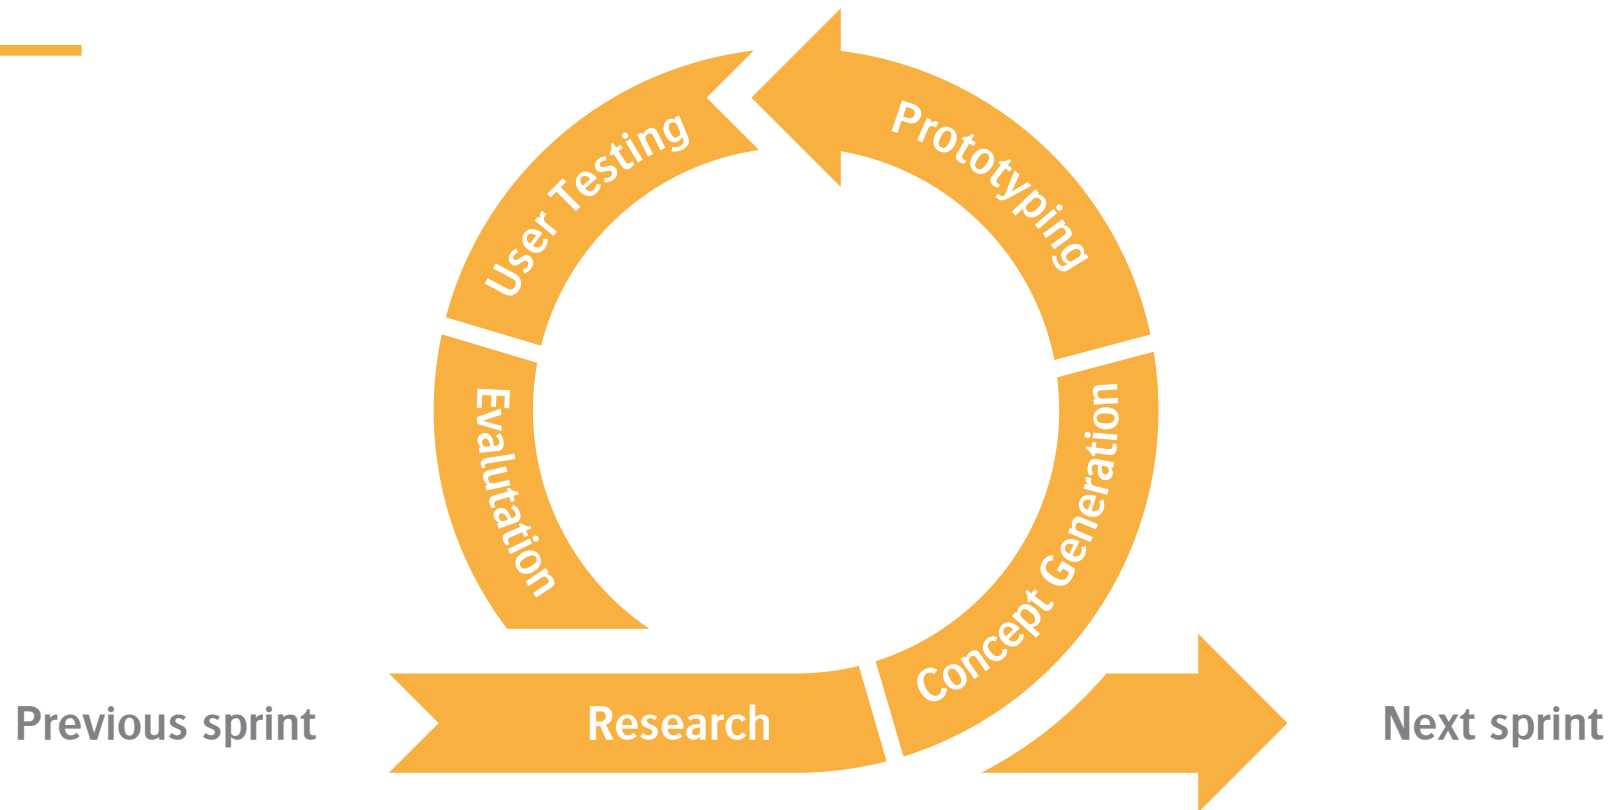 Previous sprint
Research
Concept Generation
Prototyping
User Testing
Evalutation
Next sprint